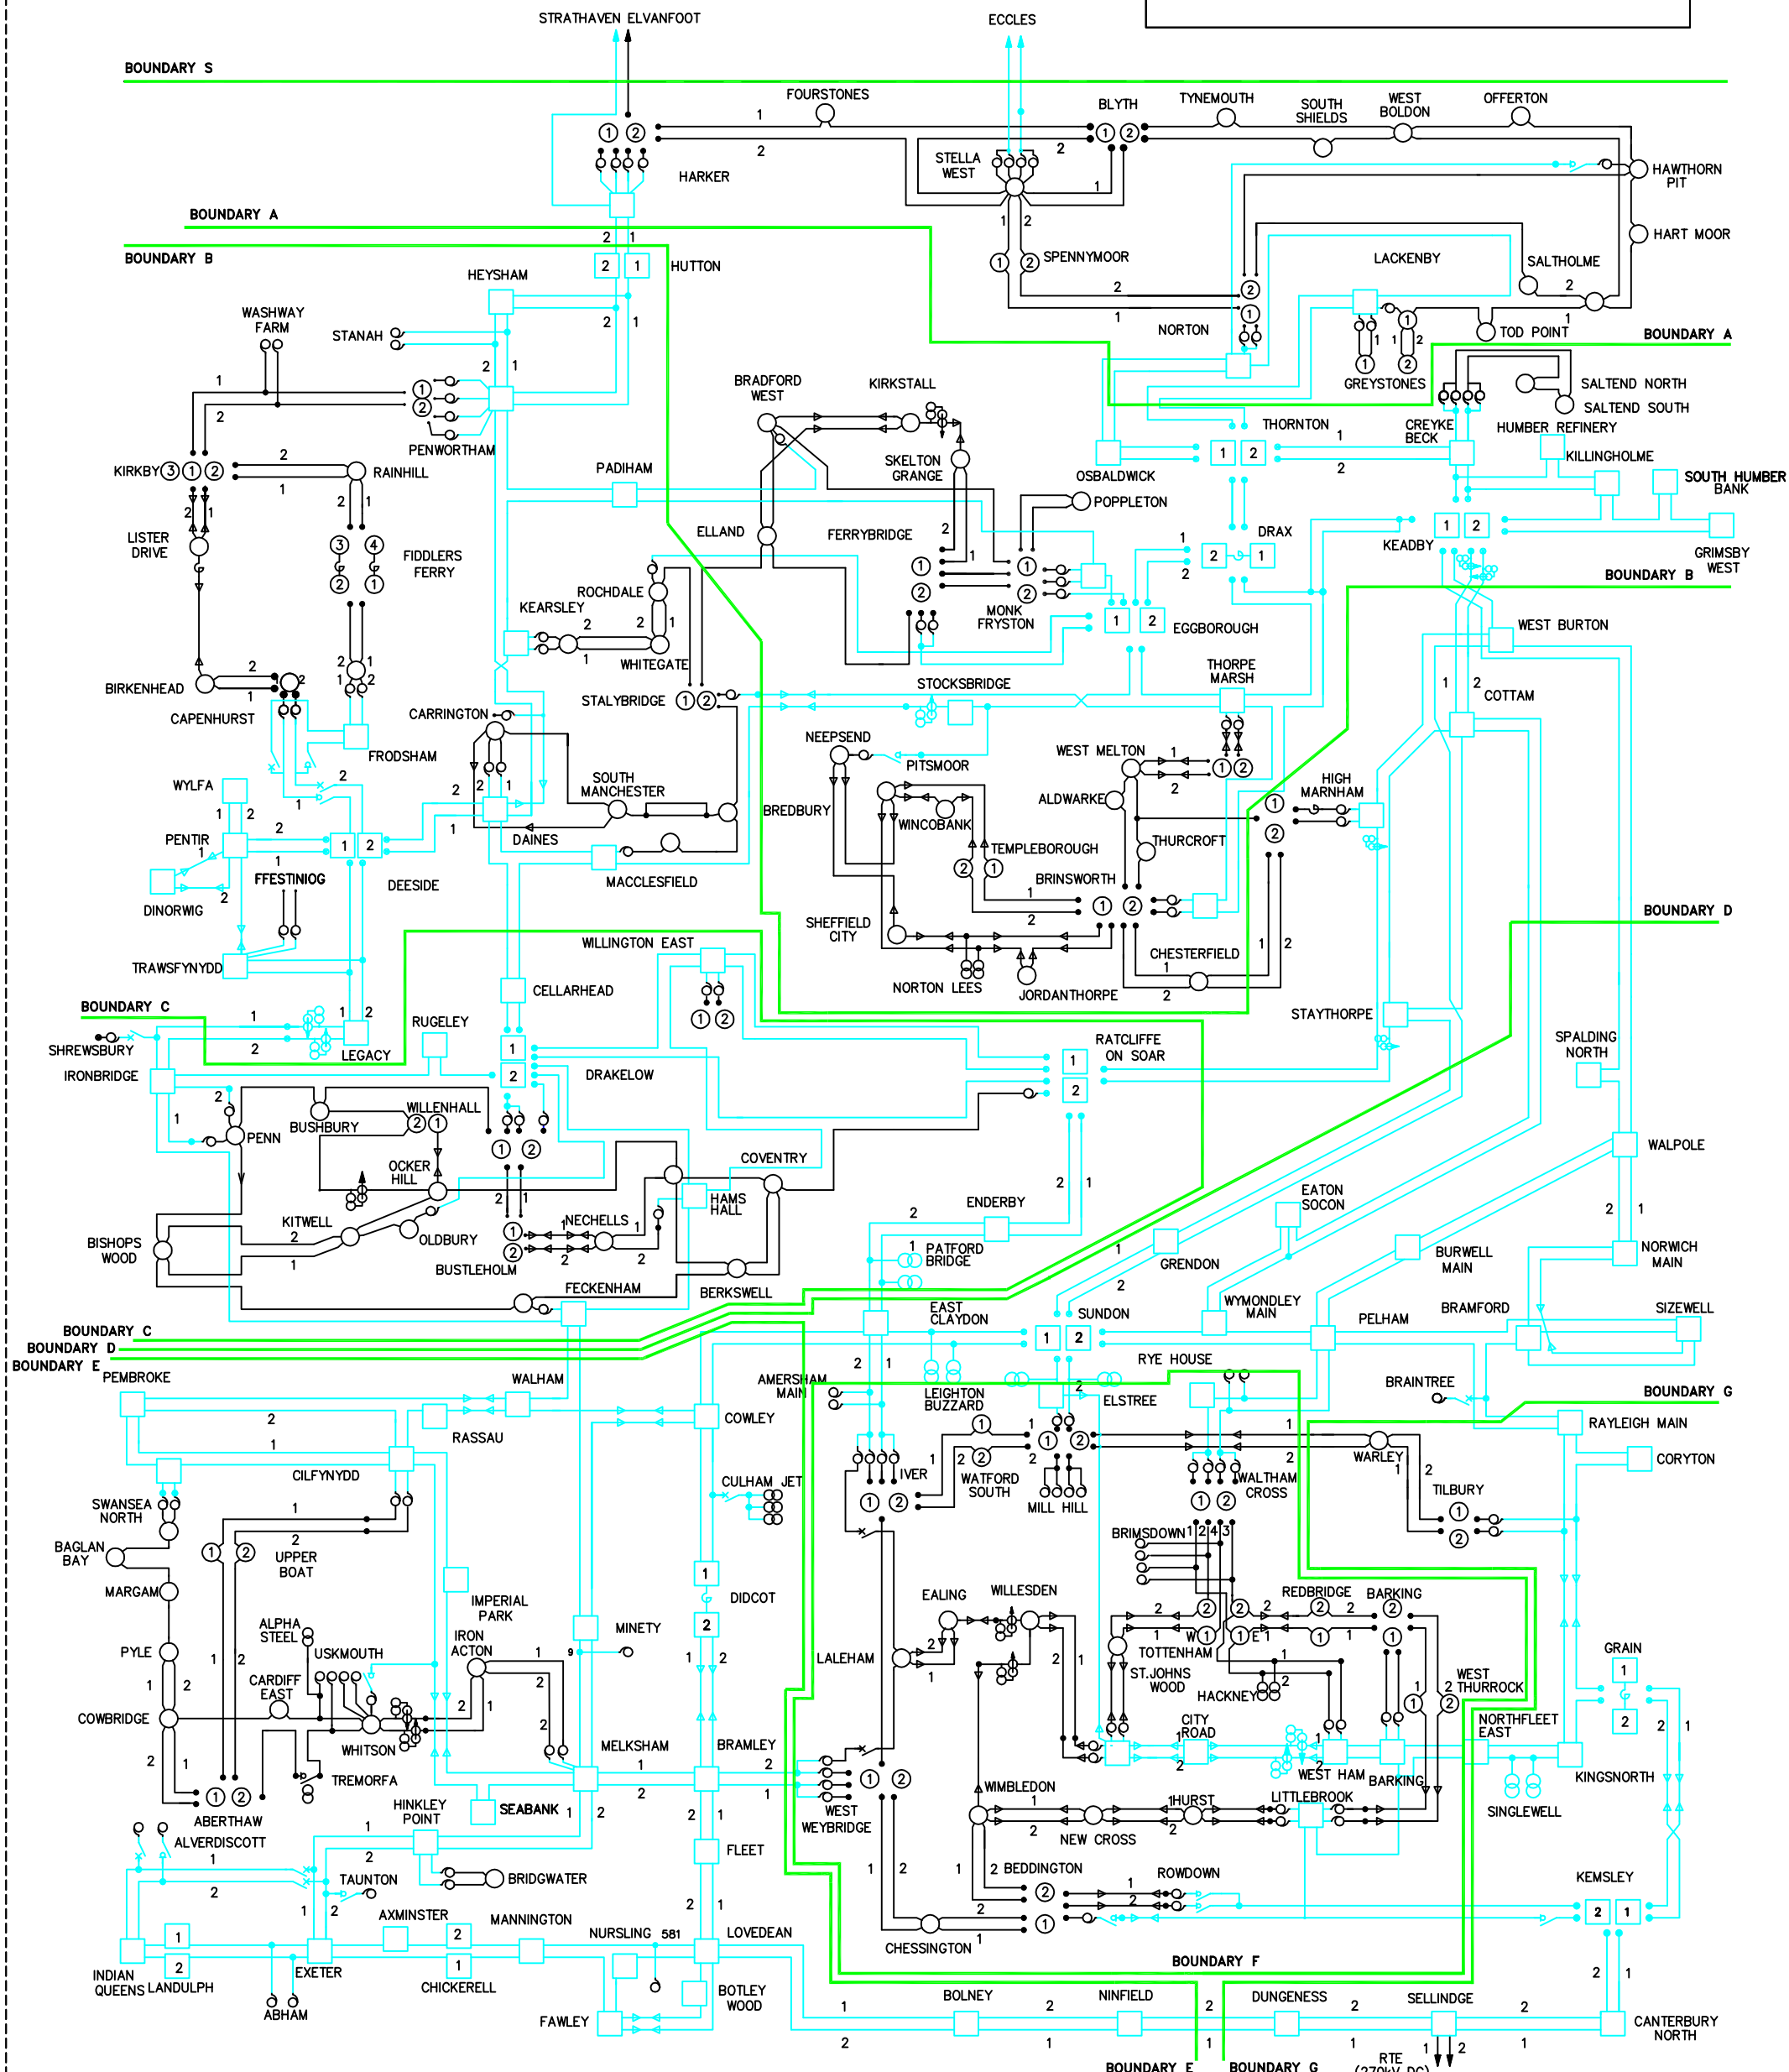 STRATHAVEN ELVANFOOT
ECCLES
BOUNDARY S
FOURSTONES
BLYTH
TYNEMOUTH
SOUTH
SHIELDS
WEST
BOLDON
OFFERTON
STELLA
WEST
HARKER
HAWTHORN
PIT
BOUNDARY A
BOUNDARY B
HUTTON
HEYSHAM
SPENNYMOOR
LACKENBY
SALTHOLME
HART MOOR
WASHWAY
FARM
STANAH
NORTON
TOD POINT
BOUNDARY A
GREYSTONES
BRADFORD
WEST
KIRKSTALL
SALTEND NORTH
SALTEND SOUTH
PENWORTHAM
THORNTON
CREYKE
BECK
HUMBER REFINERY
KILLINGHOLME
KIRKBY
RAINHILL
PADIHAM
SKELTON
GRANGE
OSBALDWICK
SOUTH HUMBER
BANK
POPPLETON
LISTER
DRIVE
FIDDLERS
FERRY
ELLAND
FERRYBRIDGE
DRAX
KEADBY
GRIMSBY
WEST
BOUNDARY B
ROCHDALE
KEARSLEY
MONK
FRYSTON
EGGBOROUGH
WEST BURTON
WHITEGATE
BIRKENHEAD
CAPENHURST
STALYBRIDGE
STOCKSBRIDGE
THORPE
MARSH
COTTAM
CARRINGTON
FRODSHAM
NEEPSEND
PITSMOOR
WEST MELTON
HIGH
MARNHAM
WYLFA
SOUTH
MANCHESTER
BREDBURY
ALDWARKE
WINCOBANK
THURCROFT
PENTIR
DAINES
TEMPLEBOROUGH
FFESTINIOG
DEESIDE
MACCLESFIELD
BRINSWORTH
DINORWIG
SHEFFIELD
CITY
BOUNDARY D
TRAWSFYNYDD
WILLINGTON EAST
CHESTERFIELD
CELLARHEAD
NORTON LEES
JORDANTHORPE
BOUNDARY C
RUGELEY
STAYTHORPE
SHREWSBURY
LEGACY
RATCLIFFE
ON SOAR
SPALDING
NORTH
IRONBRIDGE
DRAKELOW
WILLENHALL
BUSHBURY
PENN
WALPOLE
OCKER
HILL
COVENTRY
HAMS
HALL
ENDERBY
EATON
SOCON
KITWELL
OLDBURY
NECHELLS
BISHOPS
WOOD
BUSTLEHOLM
PATFORD
BRIDGE
GRENDON
BURWELL
MAIN
NORWICH
MAIN
FECKENHAM
BERKSWELL
EAST
CLAYDON
SUNDON
WYMONDLEY
MAIN
PELHAM
BRAMFORD
SIZEWELL
BOUNDARY C
BOUNDARY D
BOUNDARY E
PEMBROKE
WALHAM
AMERSHAM
MAIN
LEIGHTON
BUZZARD
RYE HOUSE
ELSTREE
BRAINTREE
BOUNDARY G
RASSAU
COWLEY
RAYLEIGH MAIN
CILFYNYDD
CULHAM JET
IVER
WATFORD
SOUTH
MILL HILL
WALTHAM
CROSS
WARLEY
CORYTON
TILBURY
SWANSEA
NORTH
BAGLAN
BAY
UPPER
BOAT
BRIMSDOWN
MARGAM
IMPERIAL
PARK
DIDCOT
EALING
WILLESDEN
REDBRIDGE
BARKING
ALPHA
STEEL
USKMOUTH
IRON
ACTON
MINETY
PYLE
CARDIFF
EAST
LALEHAM
TOTTENHAM
ST.JOHNS
WOOD
HACKNEY
WEST
THURROCK
GRAIN
COWBRIDGE
WHITSON
CITY
ROAD
NORTHFLEET
EAST
TREMORFA
MELKSHAM
BRAMLEY
WEST HAM
BARKING
KINGSNORTH
ABERTHAW
HINKLEY
POINT
SEABANK
WEST
WEYBRIDGE
WIMBLEDON
HURST
LITTLEBROOK
SINGLEWELL
ALVERDISCOTT
FLEET
NEW CROSS
TAUNTON
BRIDGWATER
BEDDINGTON
ROWDOWN
KEMSLEY
AXMINSTER
MANNINGTON
NURSLING 581
LOVEDEAN
CHESSINGTON
INDIAN
QUEENS
LANDULPH
EXETER
CHICKERELL
BOUNDARY F
ABHAM
FAWLEY
BOTLEY
WOOD
BOLNEY
NINFIELD
DUNGENESS
SELLINDGE
CANTERBURY
NORTH
RTE
(270kV DC)
BOUNDARY E
BOUNDARY G